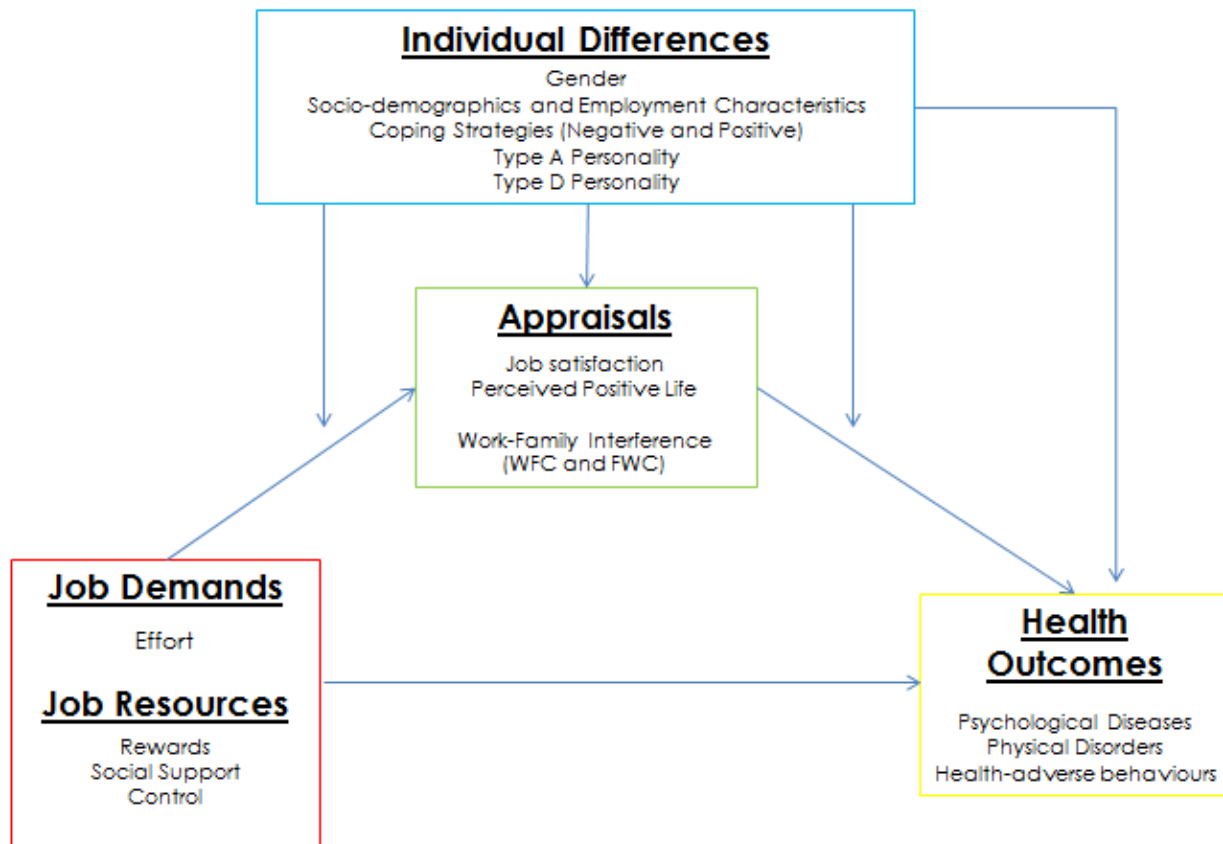 Individual Differences
Gender
Socio-demographics and Employment Characteristics
Coping Strategies (Negative and Positive)
Type A Personality
Type D Personality
Appraisals
Job satisfaction
Perceived Positive Life
Work-Family Interference
(WFC and FWC)
Job Demands
Effort
Job Resources
Rewards
Social Support
Control
Health
Outcomes
Psychological Diseases
Physical Disorders
Health-adverse behaviours